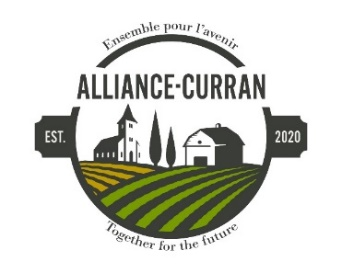 Ensemble pour l'avenir
ALLIANCE-CURRAN
EST.
2020
Together for the future